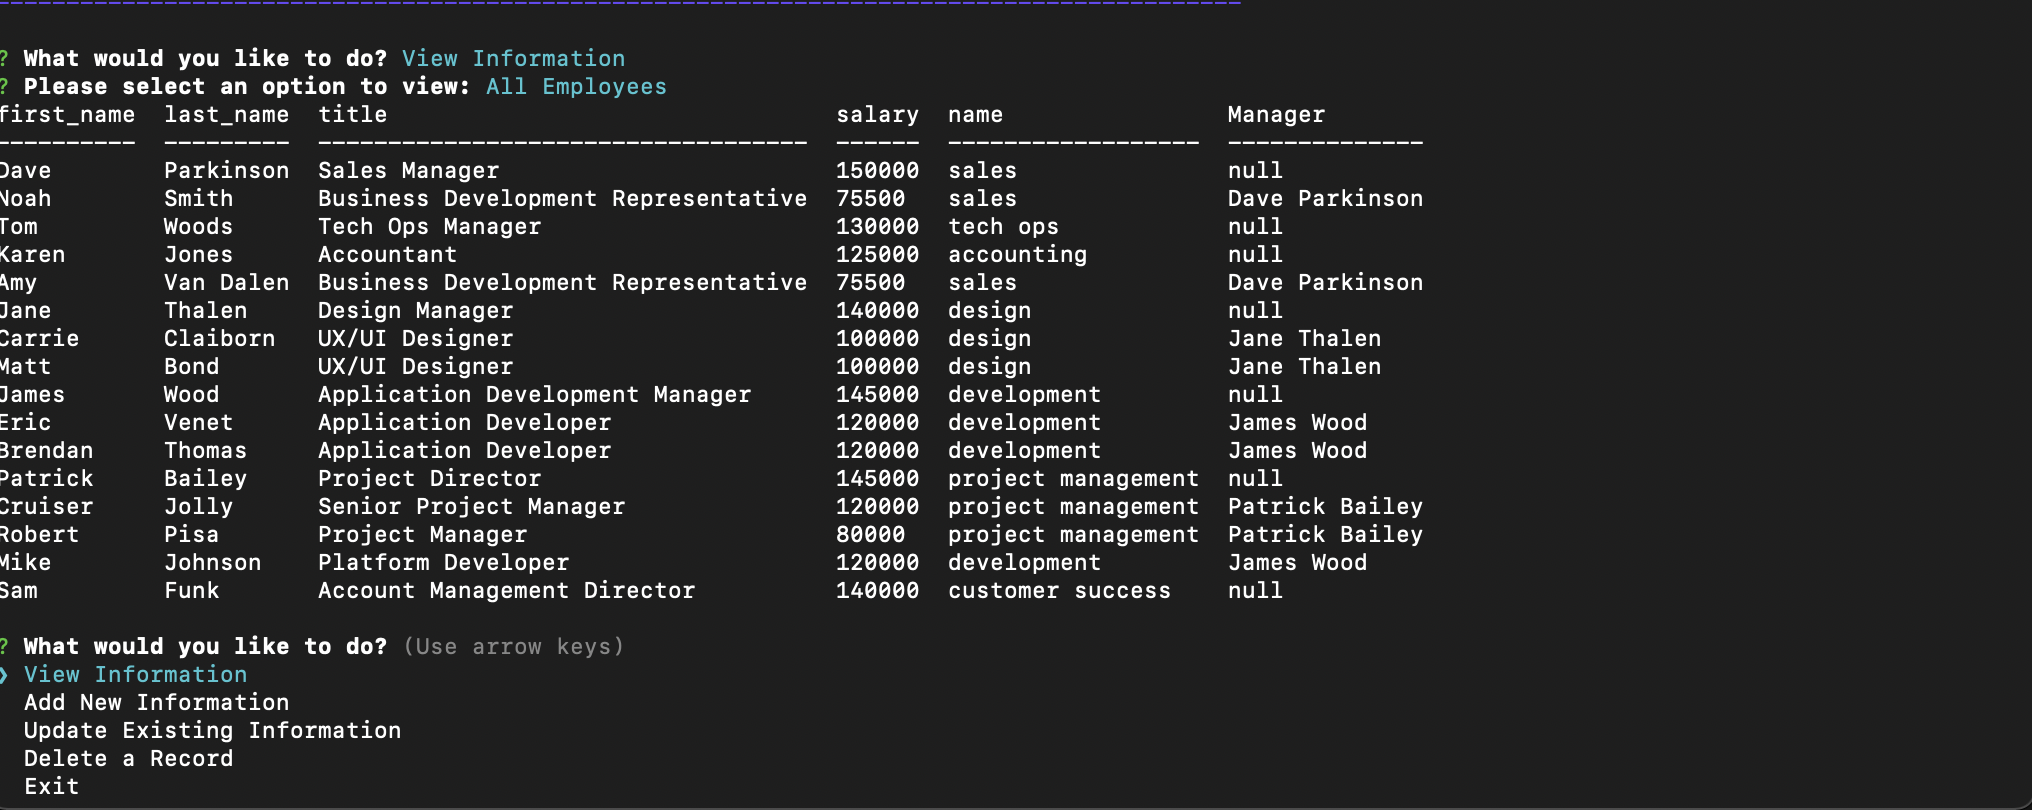 ? What would you like to do? View Information
? Please select an option to view: All Employees
first_name  last_name  title                                salary  name                Manager
----------  ---------  -----------------------------------  ------  ------------------  --------------
Dave        Parkinson  Sales Manager                        150000  sales               null
Noah        Smith      Business Development Representative  75500   sales               Dave Parkinson
Tom         Woods      Tech Ops Manager                     130000  tech ops            null
Karen       Jones      Accountant                           125000  accounting          null
Amy         Van Dalen  Business Development Representative  75500   sales               Dave Parkinson
Jane        Thalen     Design Manager                       140000  design              null
Carrie      Claiborn   UX/UI Designer                       100000  design              Jane Thalen
Matt        Bond       UX/UI Designer                       100000  design              Jane Thalen
James       Wood       Application Development Manager      145000  development         null
Eric        Venet      Application Developer                120000  development         James Wood
Brendan     Thomas     Application Developer                120000  development         James Wood
Patrick     Bailey     Project Director                     145000  project management  null
Cruiser     Jolly      Senior Project Manager               120000  project management  Patrick Bailey
Robert      Pisa       Project Manager                      80000   project management  Patrick Bailey
Mike        Johnson    Platform Developer                   120000  development         James Wood
Sam         Funk       Account Management Director          140000  customer success    null
? What would you like to do? (Use arrow keys)
❯ View Information
  Add New Information
  Update Existing Information
  Delete a Record
  Exit